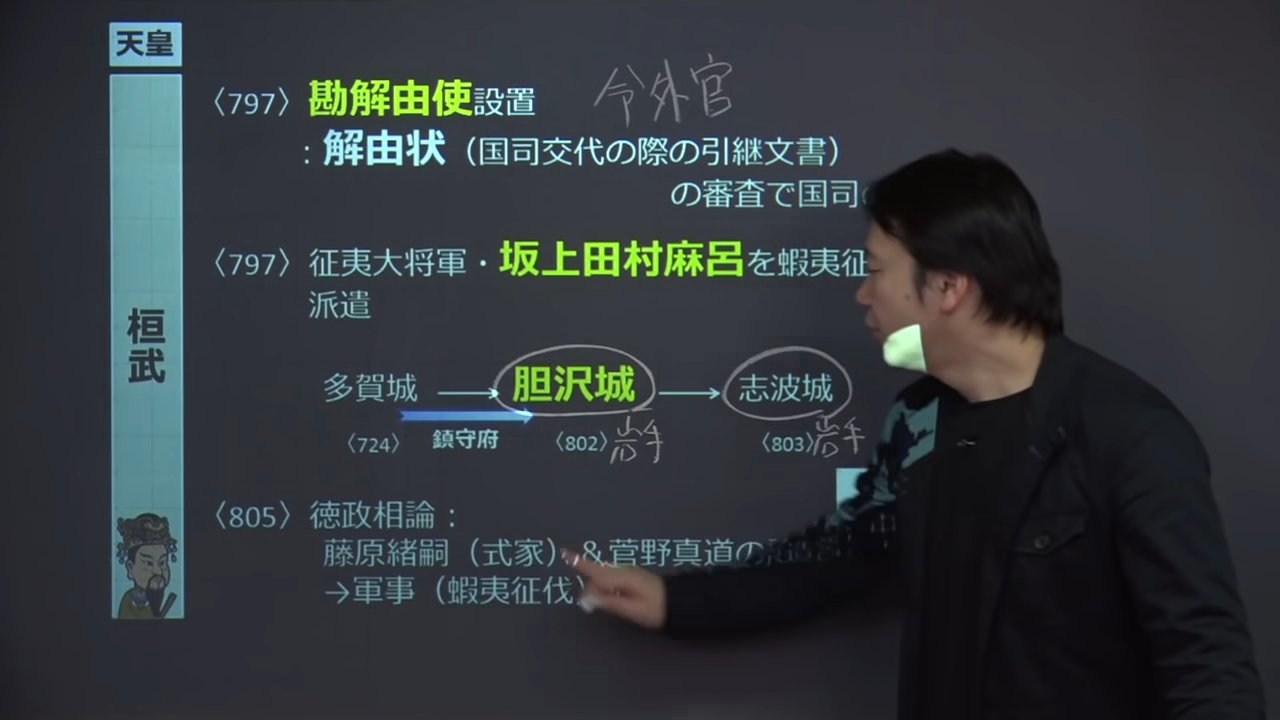 天皇
桓武
〈797〉勘解由使設置 令外官
：解由状（国司交代の際の引継文書）
の審査で国司
〈797〉征夷大将軍・坂上田村麻呂を蝦夷征
派遣
多賀城 → 胆沢城 → 志波城
〈724〉 鎮守府 〈802〉岩手 〈803〉岩手
〈805〉徳政相論：
藤原緒嗣（式家）&菅野真道の
→軍事（蝦夷征伐）